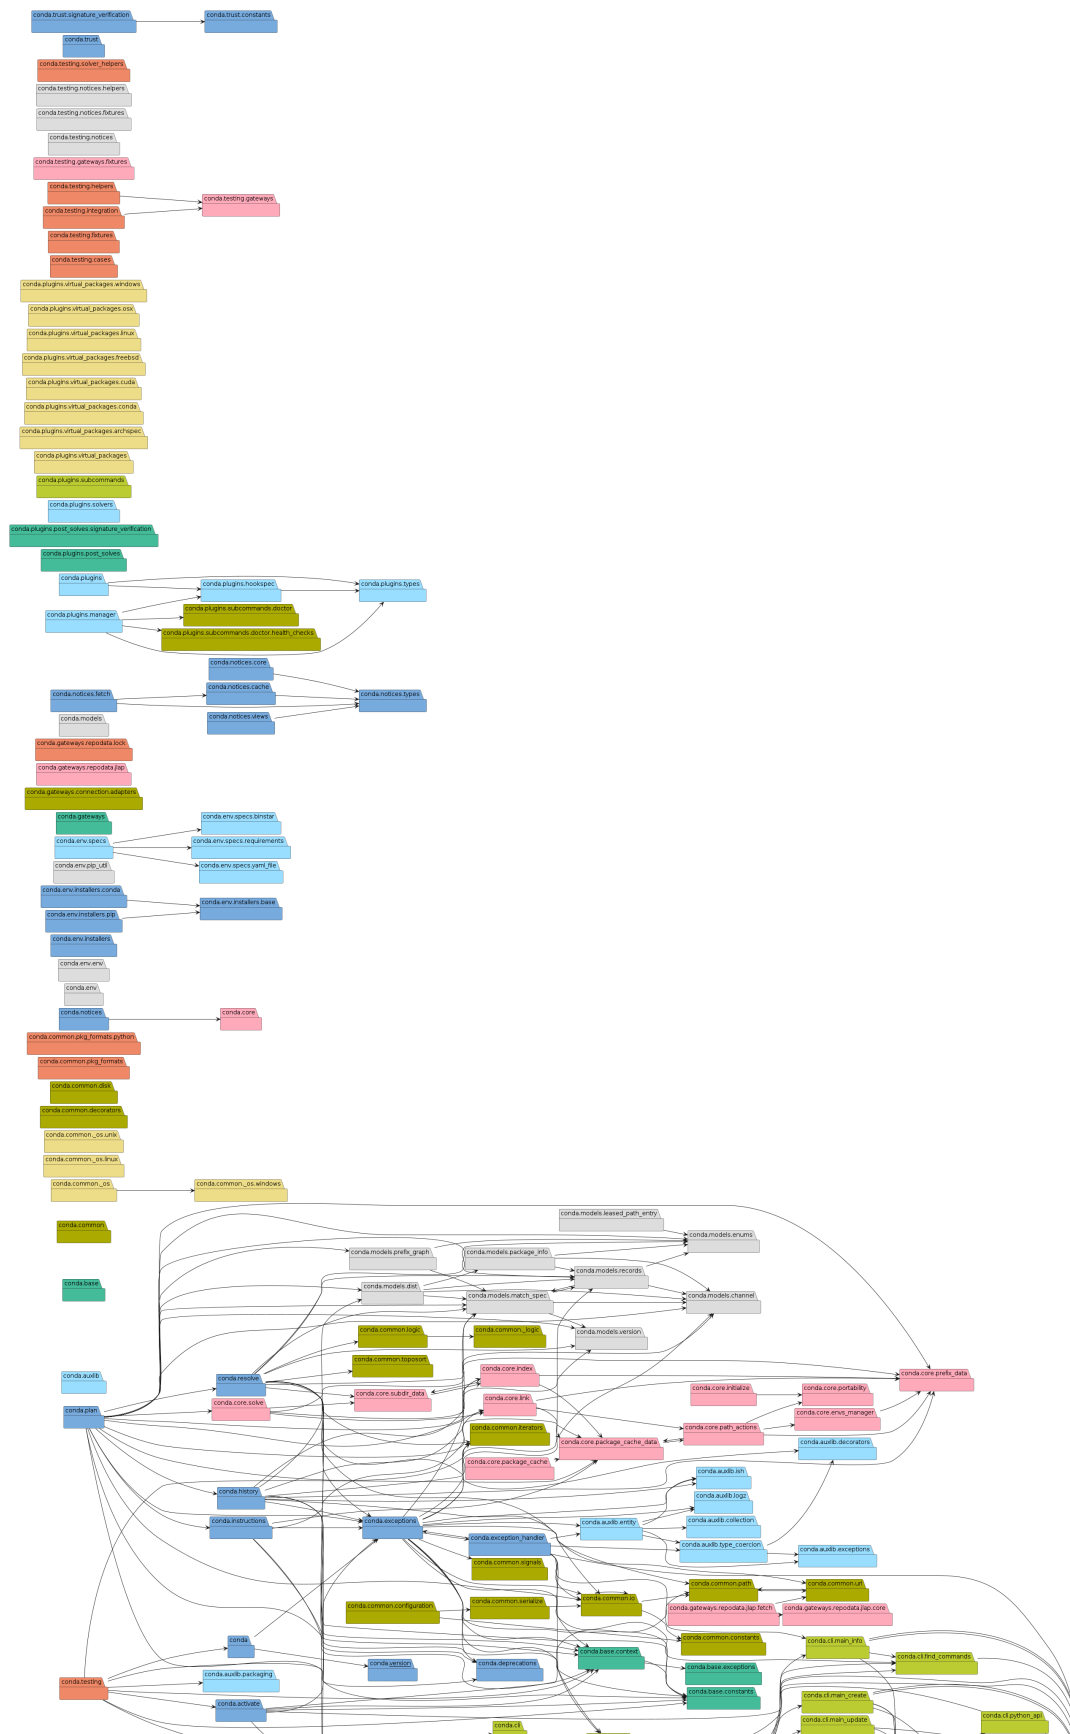 conda.trust.signature_verification
conda.trust.constants
conda.trust
conda.testing.solver_helpers
conda.testing.notices.helpers
conda.testing.notices.fixtures
conda.testing.notices
conda.testing.gateways.fixtures
conda.testing.helpers
conda.testing.gateways
conda.testing.integration
conda.testing.fixtures
conda.testing.cases
conda.plugins.virtual_packages.windows
conda.plugins.virtual_packages.osx
conda.plugins.virtual_packages.linux
conda.plugins.virtual_packages.freebsd
conda.plugins.virtual_packages.cuda
conda.plugins.virtual_packages.conda
conda.plugins.virtual_packages.archspec
conda.plugins.virtual_packages
conda.plugins.subcommands
conda.plugins.solvers
conda.plugins.post_solves.signature_verification
conda.plugins.post_solves
conda.plugins
conda.plugins.hookspec
conda.plugins.types
conda.plugins.manager
conda.plugins.subcommands.doctor
conda.plugins.subcommands.doctor.health_checks
conda.notices.core
conda.notices.fetch
conda.notices.cache
conda.notices.types
conda.notices.views
conda.models
conda.gateways.repodata.lock
conda.gateways.repodata.jlap
conda.gateways.connection.adapters
conda.gateways
conda.env.specs.binstar
conda.env.specs
conda.env.specs.requirements
conda.env.pip_util
conda.env.specs.yaml_file
conda.env.installers.conda
conda.env.installers.base
conda.env.installers.pip
conda.env.installers
conda.env.env
conda.env
conda.notices
conda.core
conda.common.pkg_formats.python
conda.common.pkg_formats
conda.common.disk
conda.common.decorators
conda.common._os.unix
conda.common._os.linux
conda.common._os
conda.common._os.windows
conda.models.leased_path_entry
conda.common
conda.models.enums
conda.models.prefix_graph
conda.models.package_info
conda.models.records
conda.base
conda.models.dist
conda.models.match_spec
conda.models.channel
conda.common.logic
conda.common._logic
conda.models.version
conda.common.toposort
conda.auxlib
conda.resolve
conda.core.index
conda.core.prefix_data
conda.core.subdir_data
conda.core.initialize
conda.core.portability
conda.plan
conda.core.solve
conda.core.link
conda.core.envs_manager
conda.common.iterators
conda.core.path_actions
conda.core.package_cache_data
conda.auxlib.decorators
conda.core.package_cache
conda.auxlib.ish
conda.history
conda.auxlib.logz
conda.instructions
conda.exceptions
conda.auxlib.entity
conda.auxlib.collection
conda.exception_handler
conda.auxlib.type_coercion
conda.auxlib.exceptions
conda.common.signals
conda.common.path
conda.common.url
conda.common.configuration
conda.common.serialize
conda.common.io
conda.gateways.repodata.jlap.fetch
conda.gateways.repodata.jlap.core
conda.common.constants
conda
conda.base.context
conda.cli.main_info
conda.cli.find_commands
conda.version
conda.deprecations
conda.base.exceptions
conda.auxlib.packaging
conda.testing
conda.base.constants
conda.activate
conda.cli.main_create
conda.cli
conda.cli.main_update
conda.cli.python_api